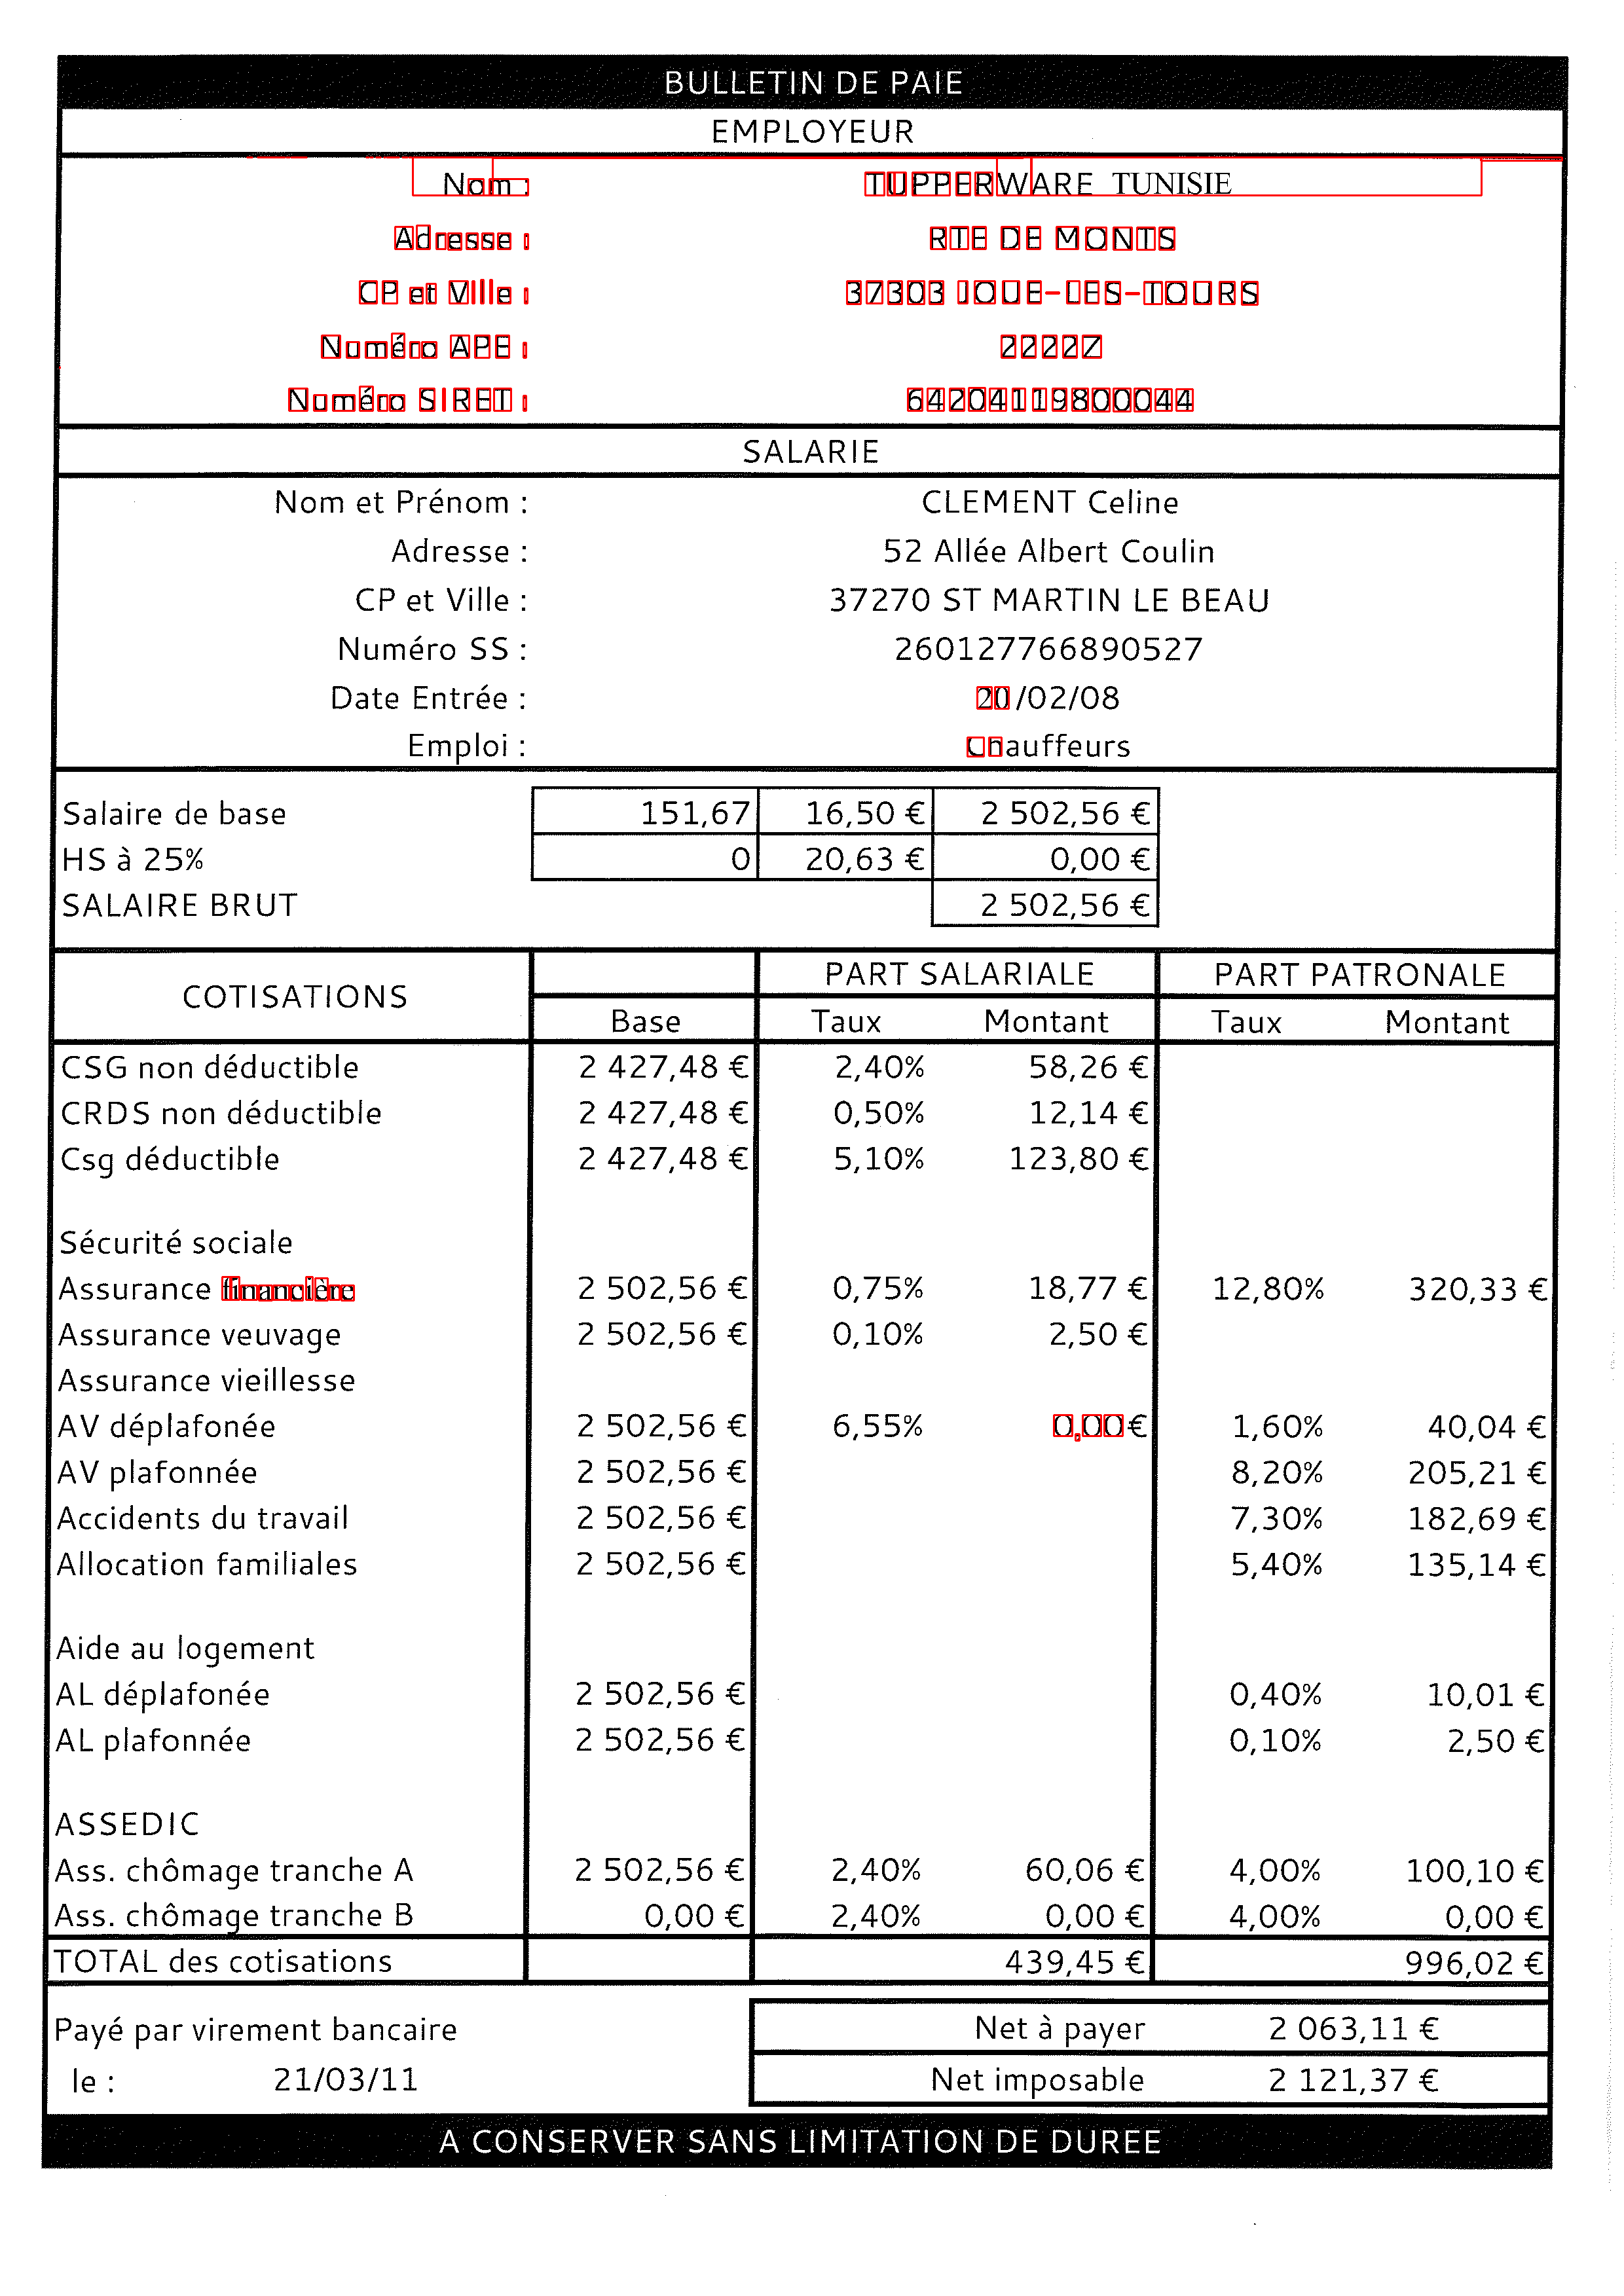 BULLETIN DE PAIE
EMPLOYEUR
Nom : TUPPERWARE TUNISIE
Adresse : RTE DE MONTS
CP et Ville : 37303 JOUE-LES-TOURS
Numéro APE : 2222Z
Numéro SIRET : 64204119800044
SALARIE
Nom et Prénom : CLEMENT Celine
Adresse : 52 Allée Albert Coulin
CP et Ville : 37270 ST MARTIN LE BEAU
Numéro SS : 260127766890527
Date Entrée : 20/02/08
Emploi : Chauffeurs
Salaire de base 151,67 16,50 € 2 502,56 €
HS à 25% 0 20,63 € 0,00 €
SALAIRE BRUT 2 502,56 €
PART SALARIALE PART PATRONALE
COTISATIONS
Base Taux Montant Taux Montant
CSG non déductible 2 427,48 € 2,40% 58,26 €
CRDS non déductible 2 427,48 € 0,50% 12,14 €
Csg déductible 2 427,48 € 5,10% 123,80 €
Sécurité sociale
Assurance financière 2 502,56 € 0,75% 18,77 € 12,80% 320,33 €
Assurance veuvage 2 502,56 € 0,10% 2,50 €
Assurance vieillesse
AV déplafonée 2 502,56 € 6,55% 0,00€ 1,60% 40,04 €
AV plafonnée 2 502,56 € 8,20% 205,21 €
Accidents du travail 2 502,56 € 7,30% 182,69 €
Allocation familiales 2 502,56 € 5,40% 135,14 €
Aide au logement
AL déplafonée 2 502,56 € 0,40% 10,01 €
AL plafonnée 2 502,56 € 0,10% 2,50 €
ASSEDIC
Ass. chômage tranche A 2 502,56 € 2,40% 60,06 € 4,00% 100,10 €
Ass. chômage tranche B 0,00 € 2,40% 0,00 € 4,00% 0,00 €
TOTAL des cotisations 439,45 € 996,02 €
Payé par virement bancaire Net à payer 2 063,11 €
le : 21/03/11 Net imposable 2 121,37 €
A CONSERVER SANS LIMITATION DE DUREE